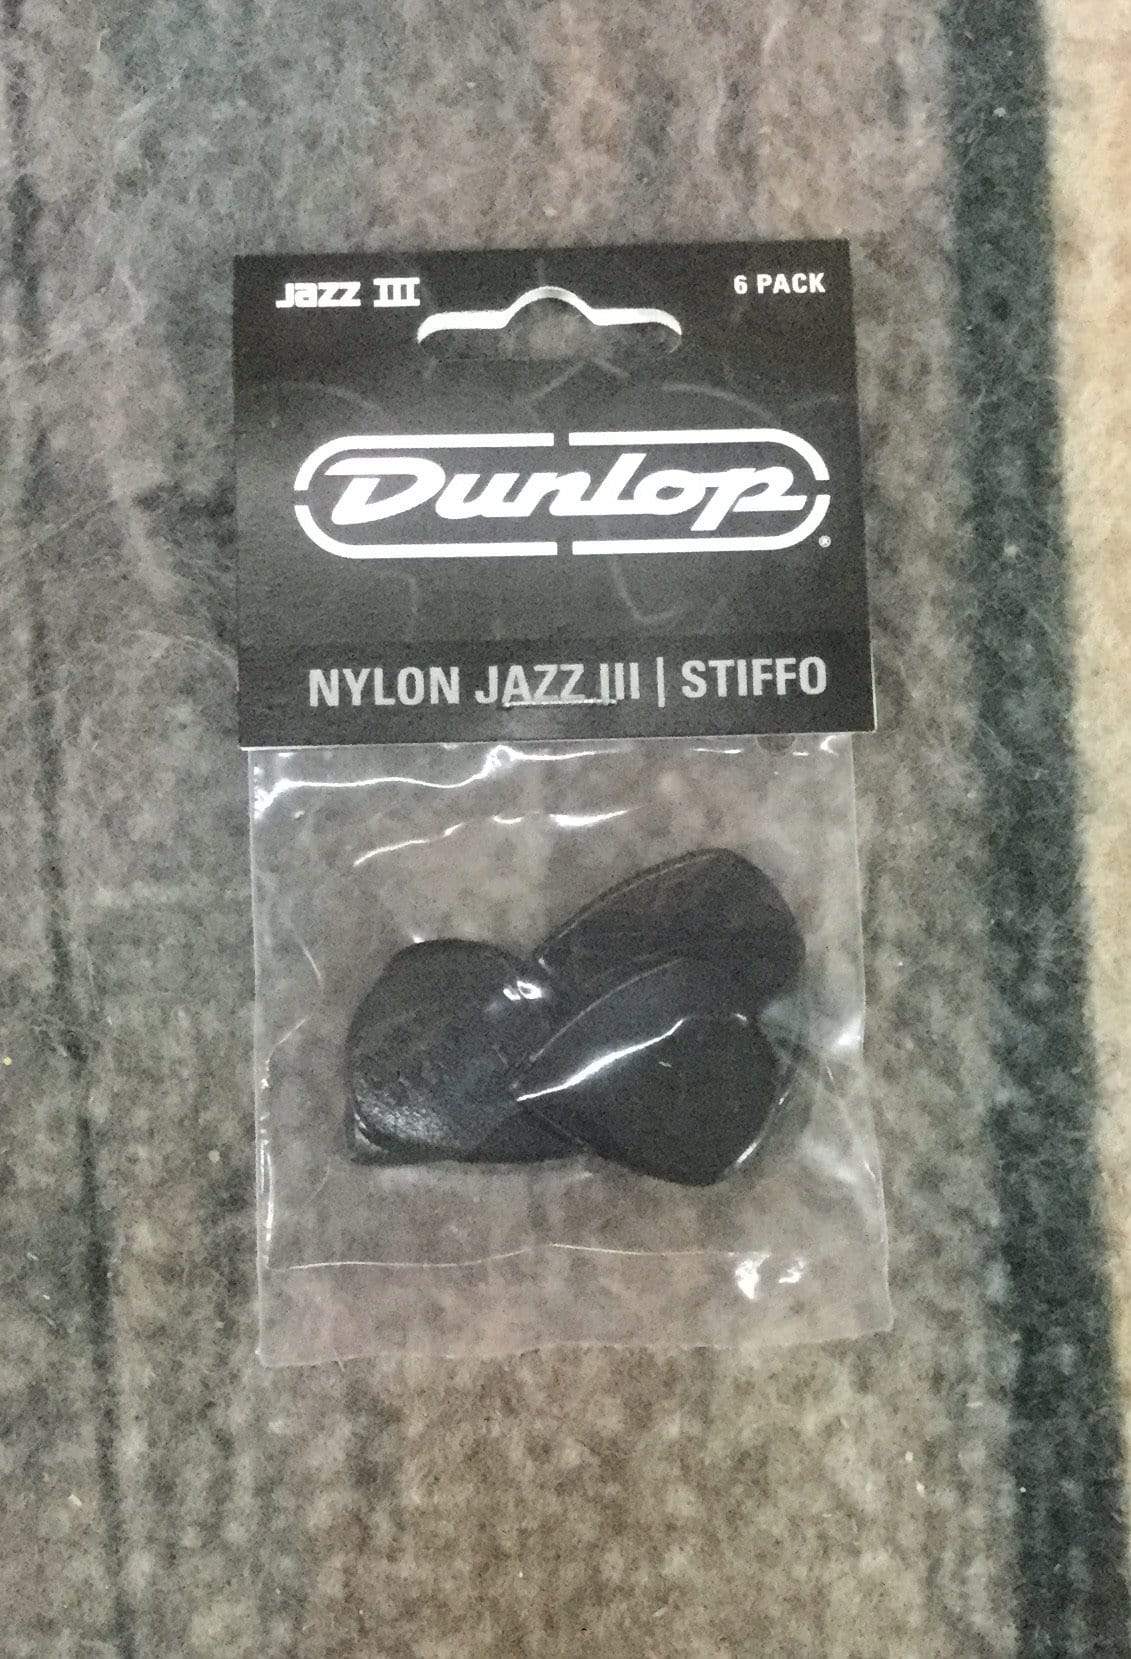 Jazz III
6 PACK
Dunlop®
NYLON JAZZ III | STIFFO